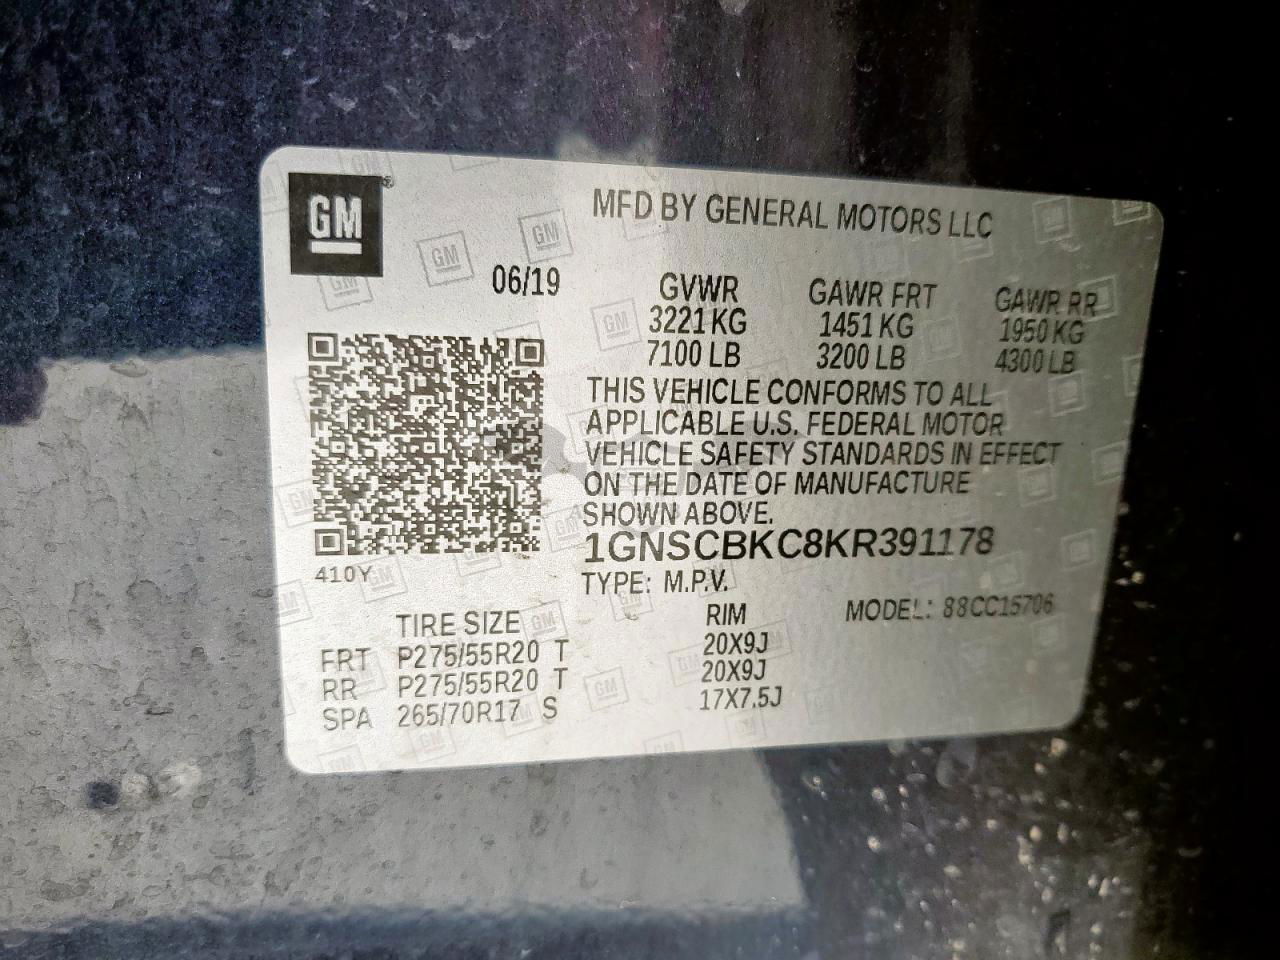 GM
MFD BY GENERAL MOTORS LLC
06/19
GVWR GAWR FRT GAWR RR
3221 KG 1451 KG 1950 KG
7100 LB 3200 LB 4300 LB
THIS VEHICLE CONFORMS TO ALL
APPLICABLE U.S. FEDERAL MOTOR
VEHICLE SAFETY STANDARDS IN EFFECT
ON THE DATE OF MANUFACTURE
SHOWN ABOVE.
1GNSCBKC8KR391178
410Y
TYPE: M.P.V.
MODEL: 88CC15706
TIRE SIZE RIM
FRT P275/55R20 T 20X9J
RR P275/55R20 T 20X9J
SPA 265/70R17 S 17X7.5J